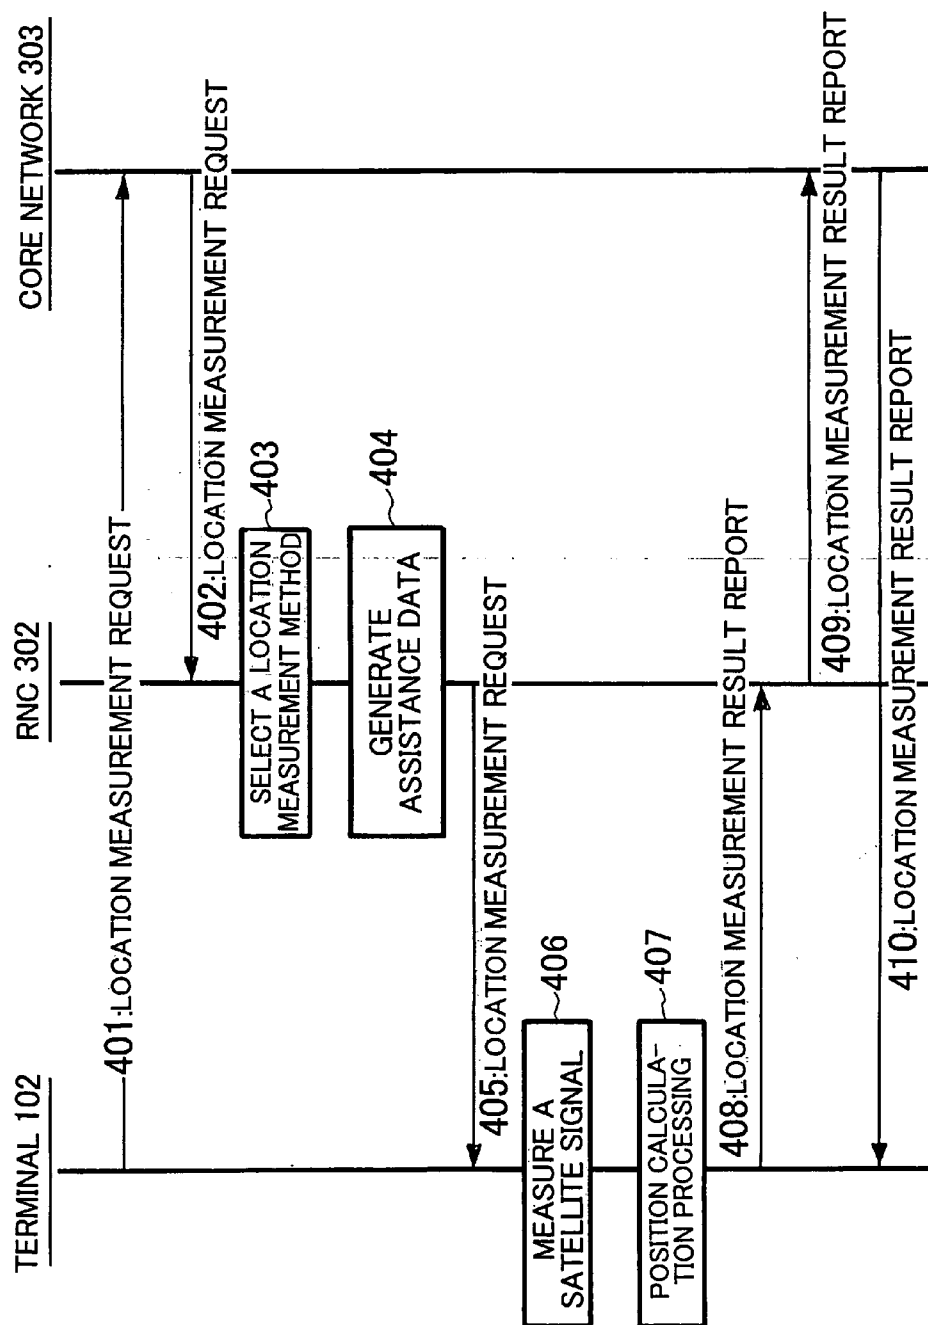 TERMINAL 102
RNC 302
CORE NETWORK 303
401:LOCATION MEASUREMENT REQUEST
402:LOCATION MEASUREMENT REQUEST
SELECT A LOCATION
MEASUREMENT METHOD
403
GENERATE
ASSISTANCE DATA
404
405:LOCATION MEASUREMENT REQUEST
MEASURE A
SATELLITE SIGNAL
406
POSITION CALCULA-
TION PROCESSING
407
408:LOCATION MEASUREMENT RESULT REPORT
409:LOCATION MEASUREMENT RESULT REPORT
410:LOCATION MEASUREMENT RESULT REPORT